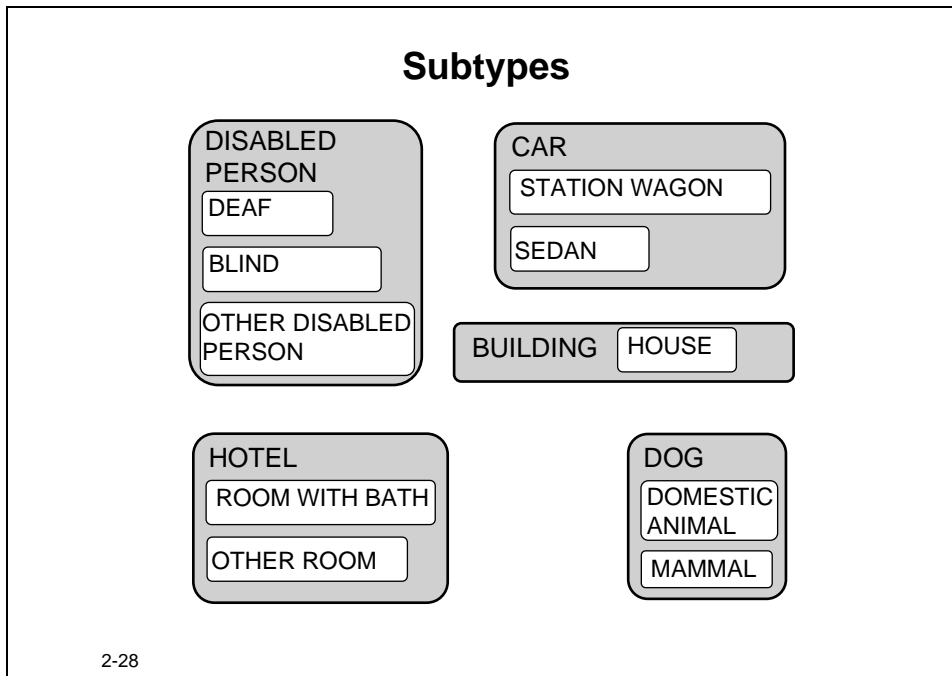 Subtypes
DISABLED
PERSON
DEAF
BLIND
OTHER DISABLED
PERSON
CAR
STATION WAGON
SEDAN
BUILDING
HOUSE
HOTEL
ROOM WITH BATH
OTHER ROOM
DOG
DOMESTIC
ANIMAL
MAMMAL
2-28